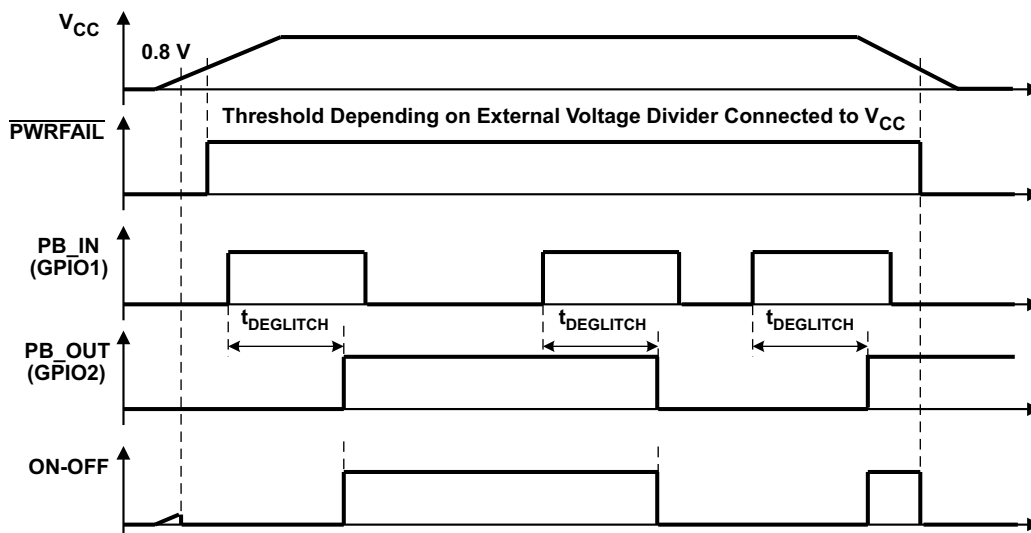 VCC
0.8 V
PWRFAIL
Threshold Depending on External Voltage Divider Connected to VCC
PB_IN
(GPIO1)
tDEGLITCH
tDEGLITCH
tDEGLITCH
PB_OUT
(GPIO2)
ON-OFF